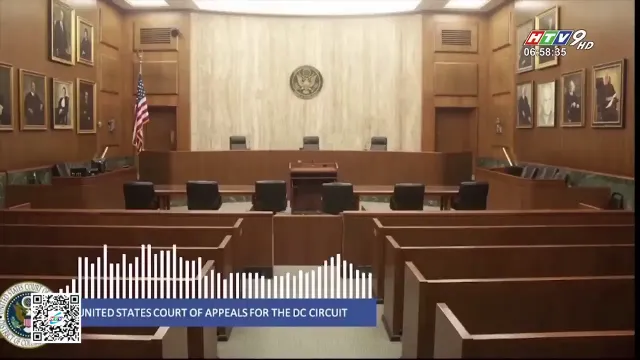 HTV9 HD
06:58:35
UNITED STATES COURT OF APPEALS FOR THE DC CIRCUIT